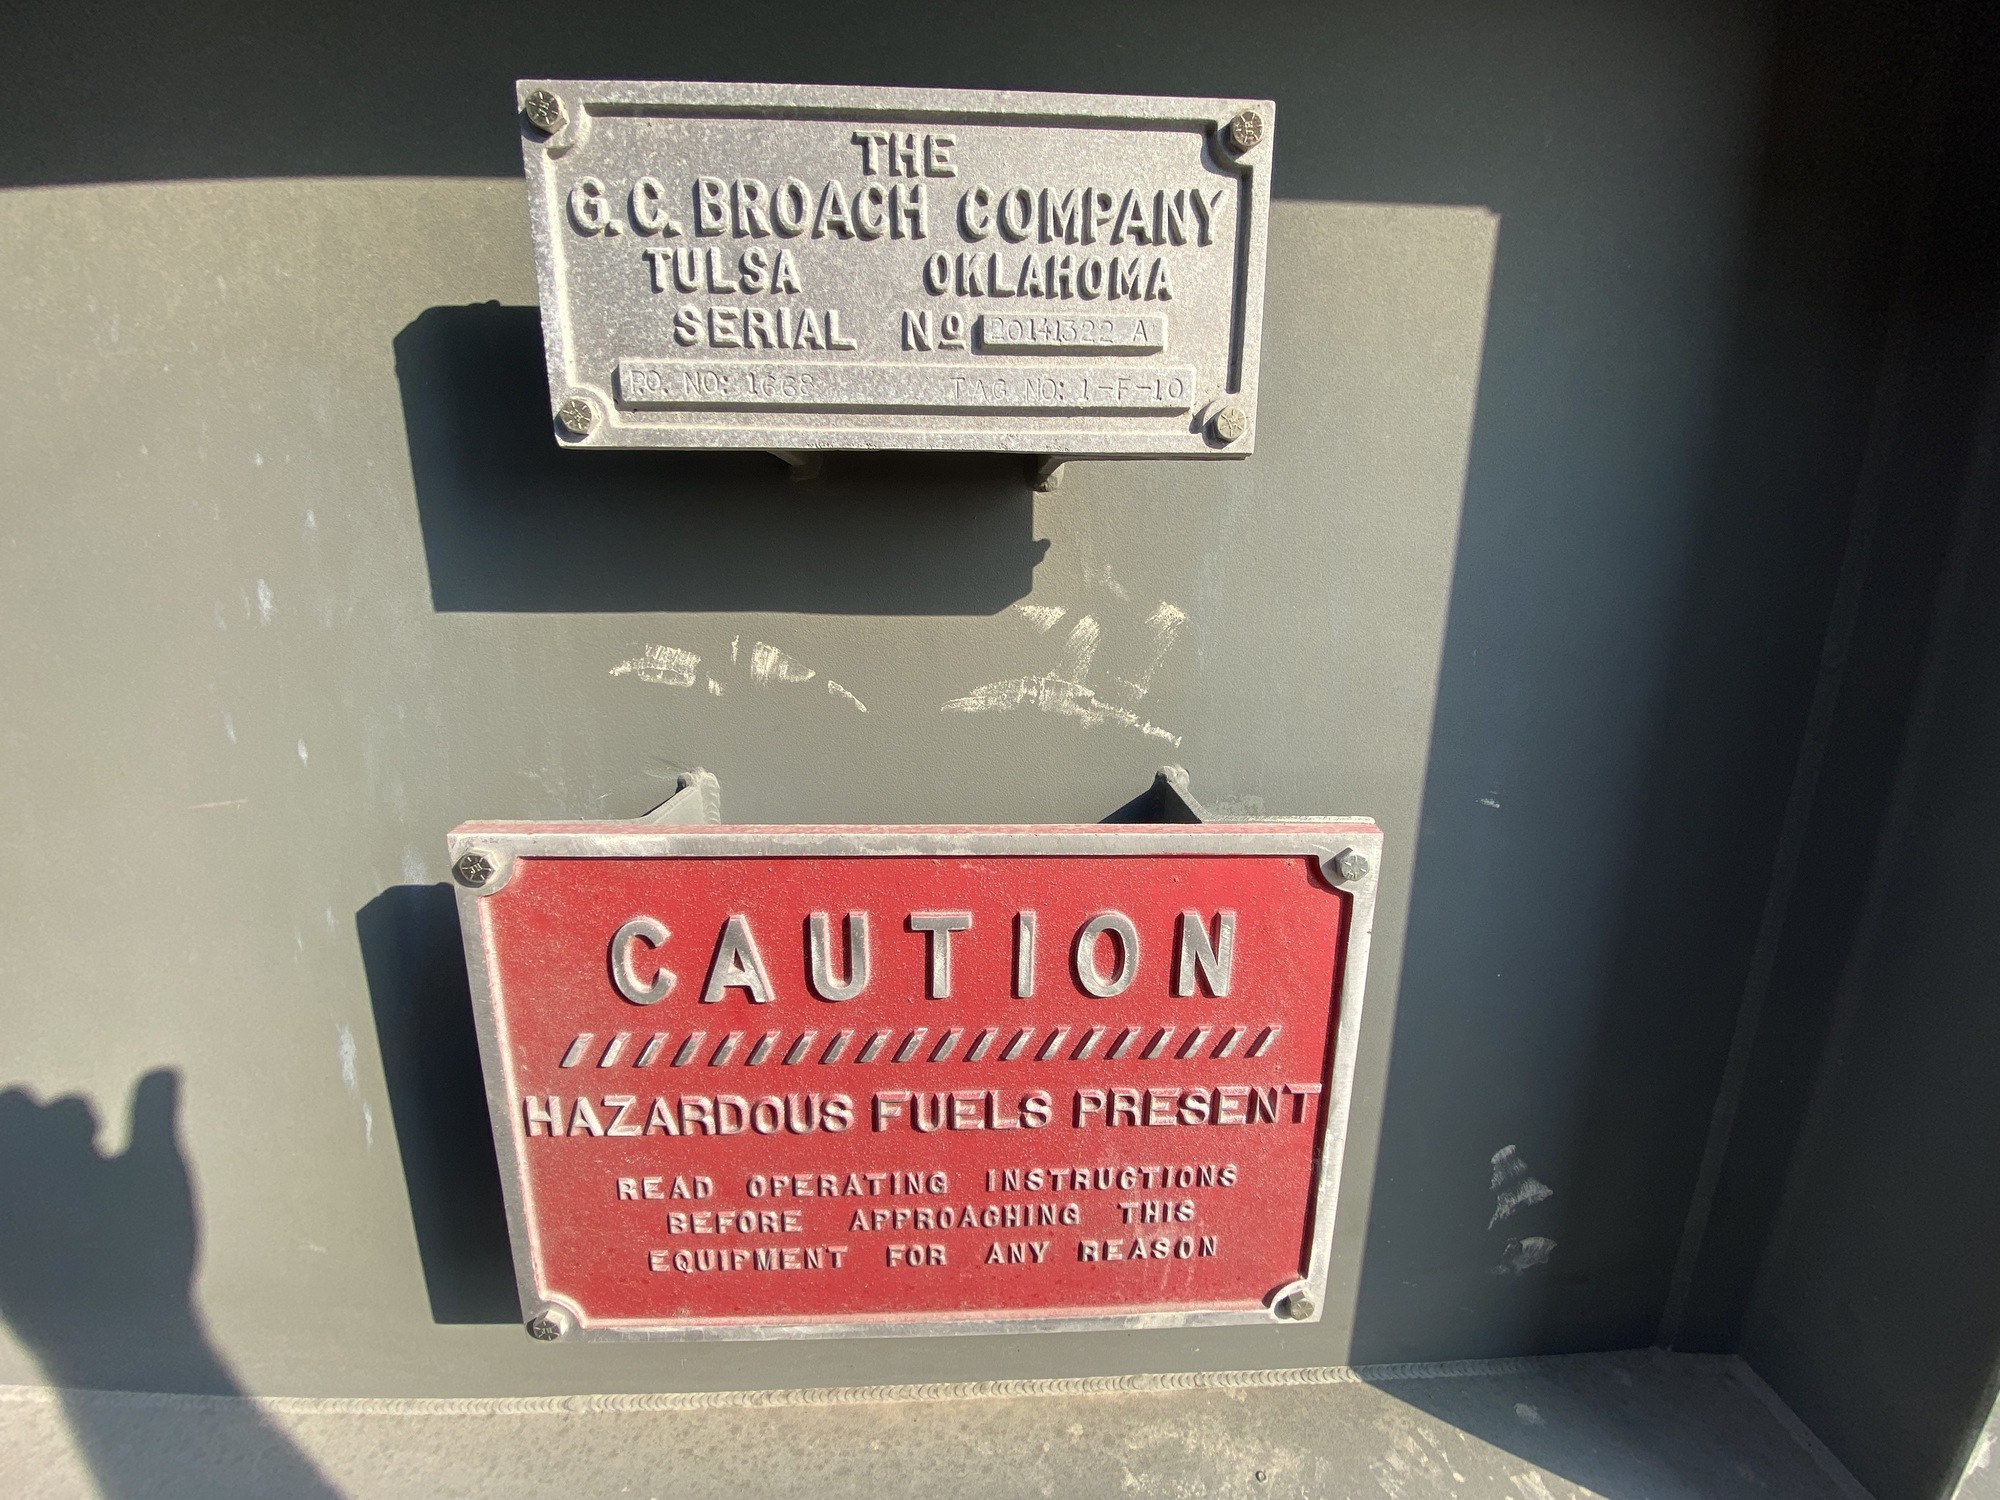 THE
G.C. BROACH COMPANY
TULSA OKLAHOMA
SERIAL Nº 20141322 A
P.O. NO: 1668 TAG NO: 1-F-10
CAUTION
HAZARDOUS FUELS PRESENT
READ OPERATING INSTRUCTIONS
BEFORE APPROACHING THIS
EQUIPMENT FOR ANY REASON